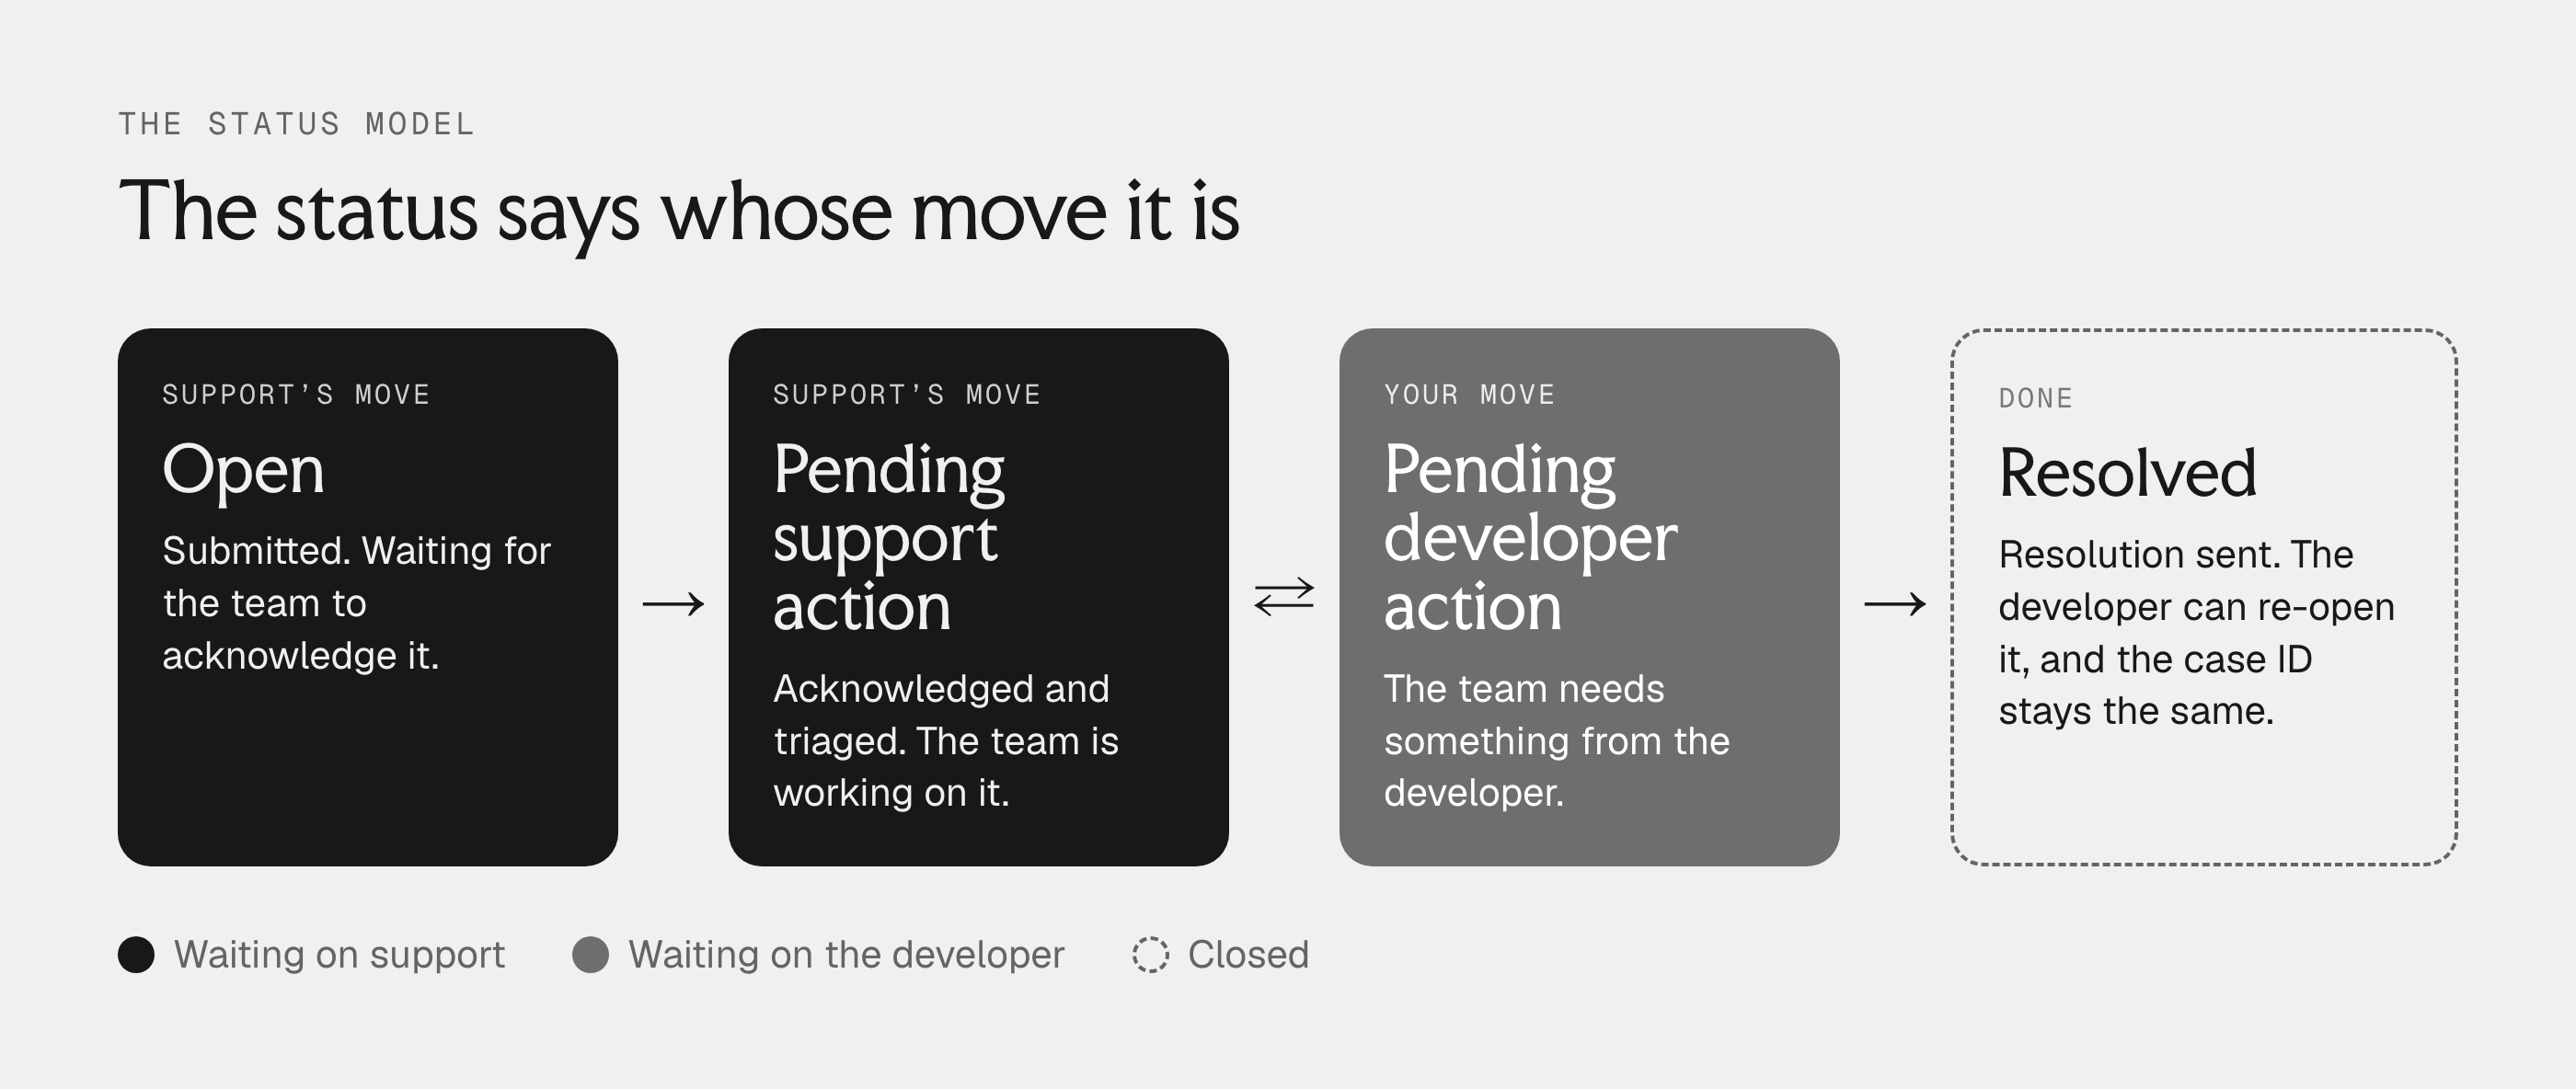 THE STATUS MODEL
The status says whose move it is
SUPPORT’S MOVE
Open
Submitted. Waiting for
the team to
acknowledge it.
SUPPORT’S MOVE
Pending
support
action
Acknowledged and
triaged. The team is
working on it.
YOUR MOVE
Pending
developer
action
The team needs
something from the
developer.
DONE
Resolved
Resolution sent. The
developer can re-open
it, and the case ID
stays the same.
Waiting on support
Waiting on the developer
Closed